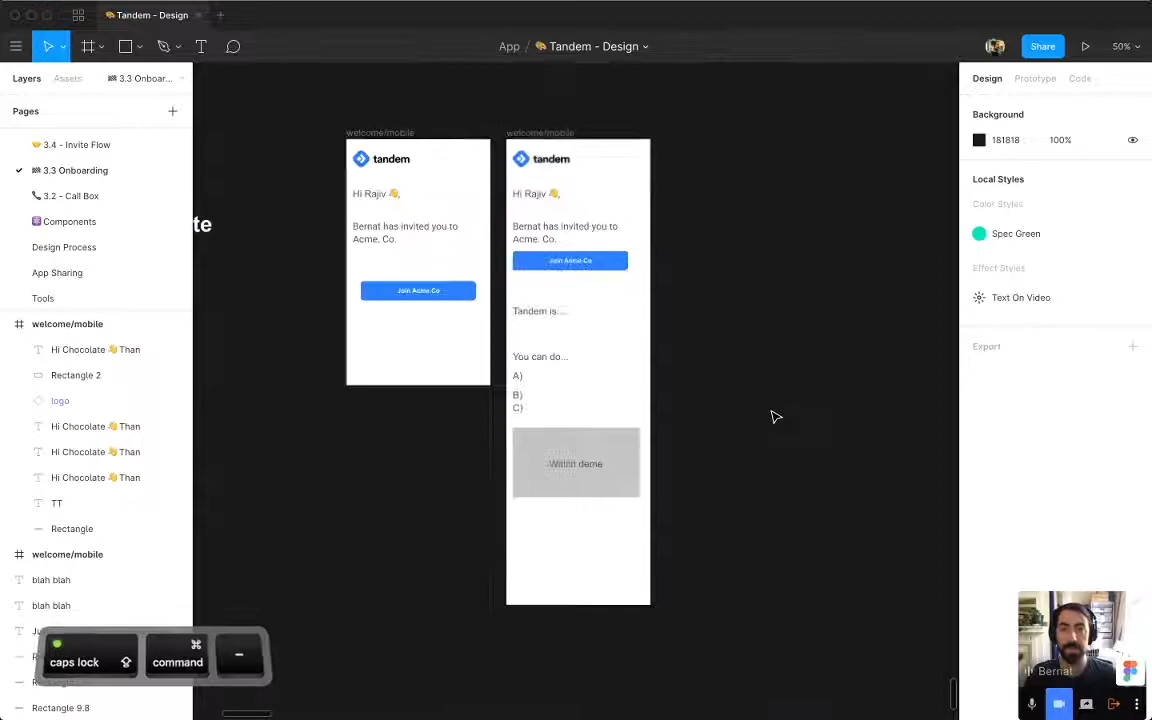 Tandem - Design
App / Tandem - Design
Share
50%
Layers
Assets
3.3 Onboar...
Pages
3.4 - Invite Flow
3.3 Onboarding
3.2 - Call Box
Components
Design Process
App Sharing
Tools
welcome/mobile
Hi Chocolate 👋 Than
Rectangle 2
logo
Hi Chocolate 👋 Than
Hi Chocolate 👋 Than
Hi Chocolate 👋 Than
TT
Rectangle
welcome/mobile
blah blah
blah blah
Rectangle 9.8
te
welcome/mobile
tandem
Hi Rajiv 👋,
Bernat has invited you to
Acme. Co.
Join Acme Co
welcome/mobile
tandem
Hi Rajiv 👋,
Bernat has invited you to
Acme. Co.
Join Acme Co
Tandem is....
You can do...
A)
B)
C)
demo
Design
Prototype
Code
Background
181818
100%
Local Styles
Color Styles
Spec Green
Effect Styles
Text On Video
Export
caps lock
command
-
Bernat